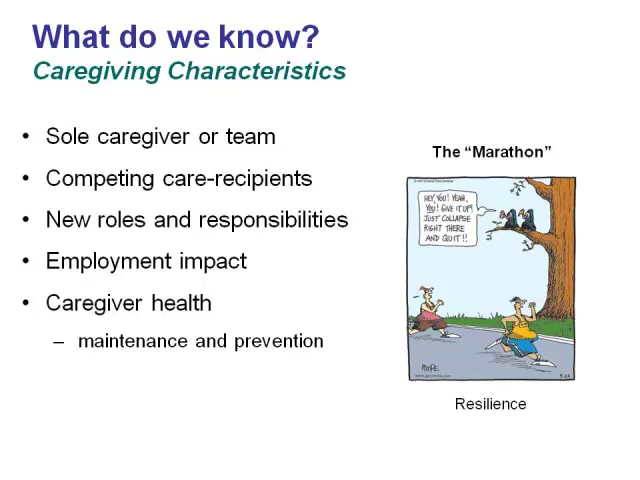 What do we know?
Caregiving Characteristics
• Sole caregiver or team
• Competing care-recipients
• New roles and responsibilities
• Employment impact
• Caregiver health
– maintenance and prevention
The “Marathon”
HEY, YOU! YEAH,
YOU! GIVE IT UP!
JUST COLLAPSE
RIGHT THERE
AND QUIT!!
MOORE
Resilience